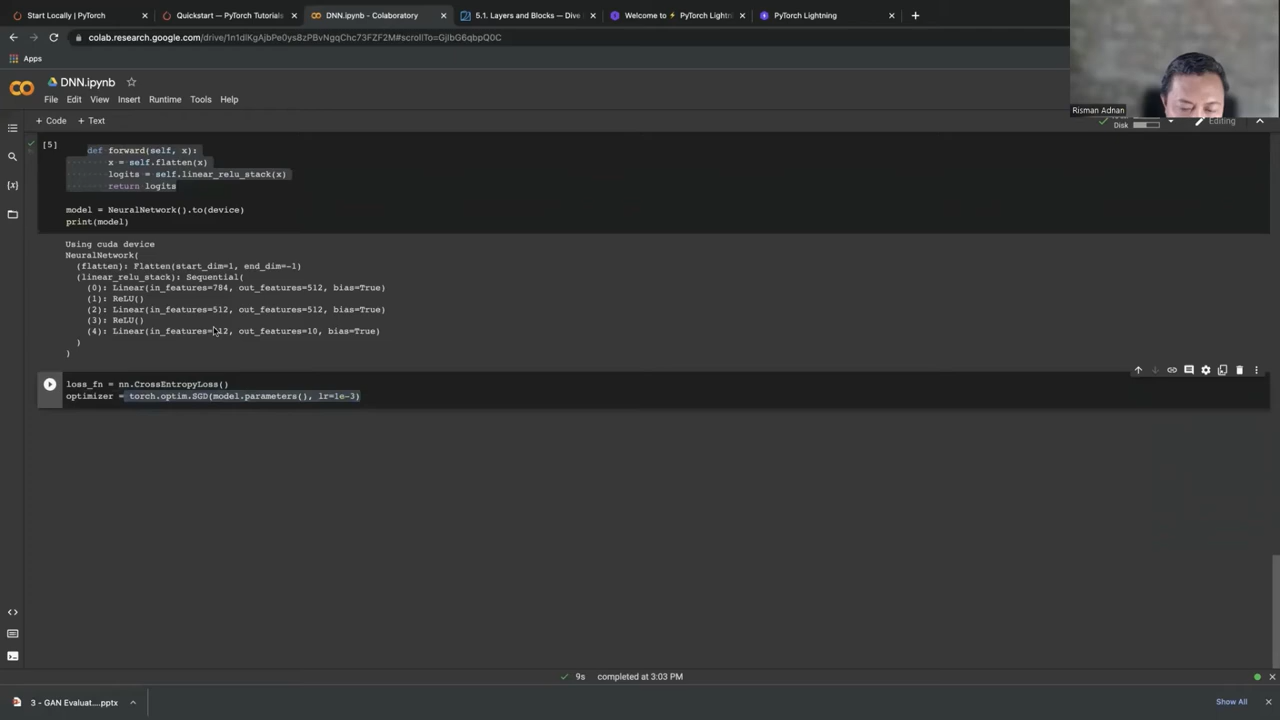 Start Locally | PyTorch
Quickstart — PyTorch Tutorials
DNN.ipynb - Colaboratory
5.1. Layers and Blocks — Dive
Welcome to ⚡ PyTorch Lightn
PyTorch Lightning
colab.research.google.com/drive/1n1dlKgAjbPe0ys8zPBvNgqChc73FZF2M#scrollTo=GjlbG6qbpQ0C
Apps
DNN.ipynb
File Edit View Insert Runtime Tools Help
Risman Adnan
+ Code + Text
Disk
Editing
[5]
def forward(self, x):
x = self.flatten(x)
logits = self.linear_relu_stack(x)
return logits
model = NeuralNetwork().to(device)
print(model)
Using cuda device
NeuralNetwork(
(flatten): Flatten(start_dim=1, end_dim=-1)
(linear_relu_stack): Sequential(
(0): Linear(in_features=784, out_features=512, bias=True)
(1): ReLU()
(2): Linear(in_features=512, out_features=512, bias=True)
(3): ReLU()
(4): Linear(in_features=512, out_features=10, bias=True)
)
)
loss_fn = nn.CrossEntropyLoss()
optimizer = torch.optim.SGD(model.parameters(), lr=1e-3)
9s completed at 3:03 PM
3 - GAN Evaluat....pptx
Show All